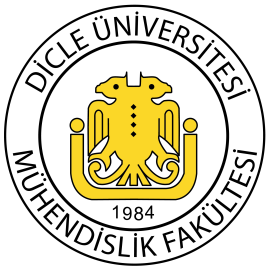 DİCLE ÜNİVERSİTESİ
1984
MÜHENDİSLİK FAKÜLTESİ